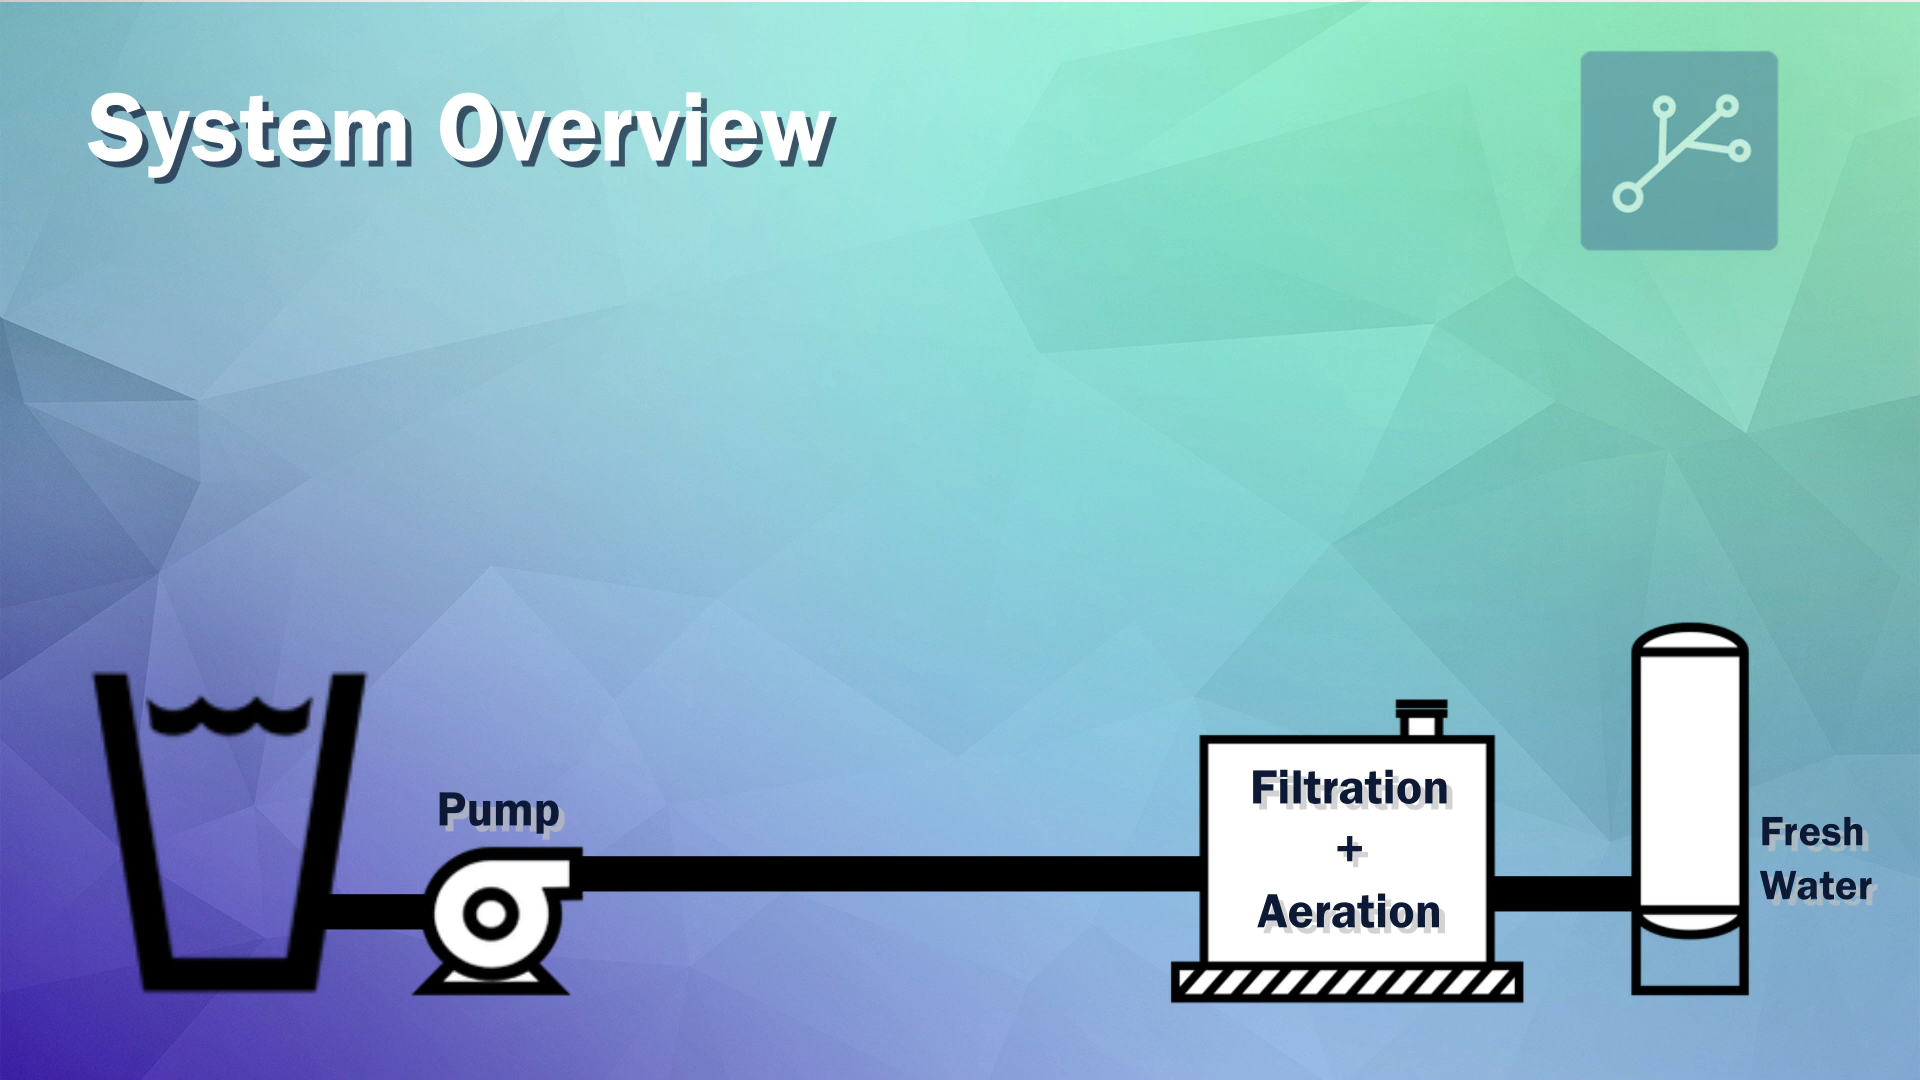 System Overview
Pump
Filtration
+
Aeration
Fresh
Water